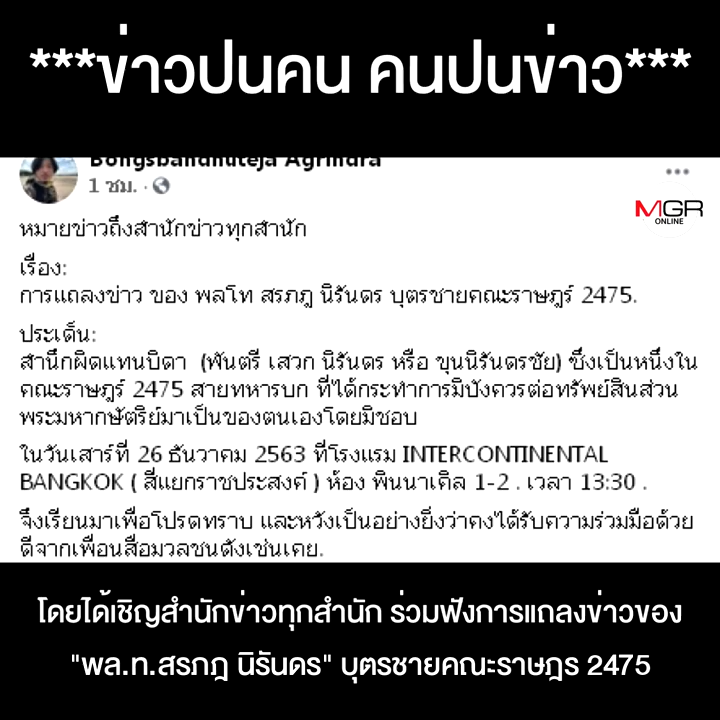 ***ข่าวปนคน คนปนข่าว***
Bongsbandhuteja Agrindra
1 ชม.
MGR
ONLINE
หมายข่าวถึงสำนักข่าวทุกสำนัก
เรื่อง:
การแถลงข่าว ของ พลโท สรภฎ นิรันดร บุตรชายคณะราษฎร์ 2475.
ประเด็น:
สำนึกผิดแทนบิดา (พันตรี เสวก นิรันดร หรือ ขุนนิรันดรชัย) ซึ่งเป็นหนึ่งใน
คณะราษฎร์ 2475 สายทหารบก ที่ได้กระทำการมิบังควรต่อทรัพย์สินส่วน
พระมหากษัตริย์มาเป็นของตนเองโดยมิชอบ
ในวันเสาร์ที่ 26 ธันวาคม 2563 ที่โรงแรม INTERCONTINENTAL
BANGKOK ( สี่แยกราชประสงค์ ) ห้อง พินนาเคิล 1-2 . เวลา 13:30 .
จึงเรียนมาเพื่อโปรดทราบ และหวังเป็นอย่างยิ่งว่าคงได้รับความร่วมมือด้วย
ดีจากเพื่อนสื่อมวลชนดังเช่นเคย.
โดยได้เชิญสำนักข่าวทุกสำนัก ร่วมฟังการแถลงข่าวของ
"พล.ท.สรภฎ นิรันดร" บุตรชายคณะราษฎร 2475